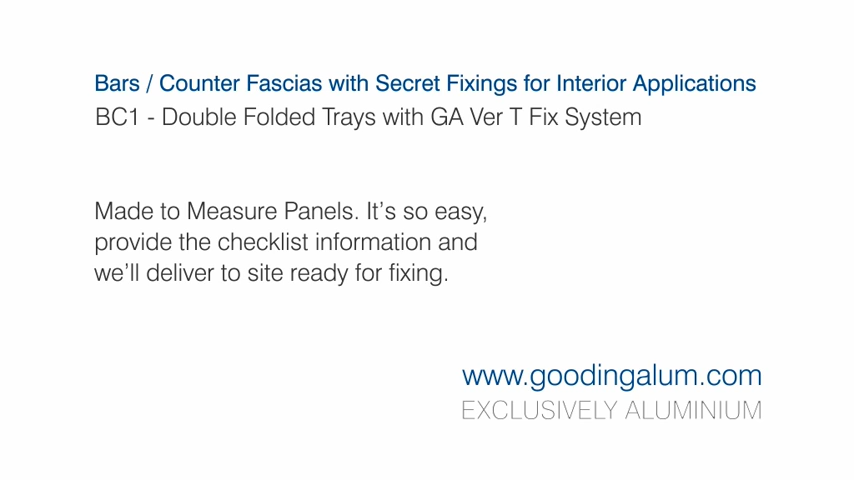 Bars / Counter Fascias with Secret Fixings for Interior Applications
BC1 - Double Folded Trays with GA Ver T Fix System
Made to Measure Panels. It’s so easy,
provide the checklist information and
we’ll deliver to site ready for fixing.
www.goodingalum.com
EXCLUSIVELY ALUMINIUM